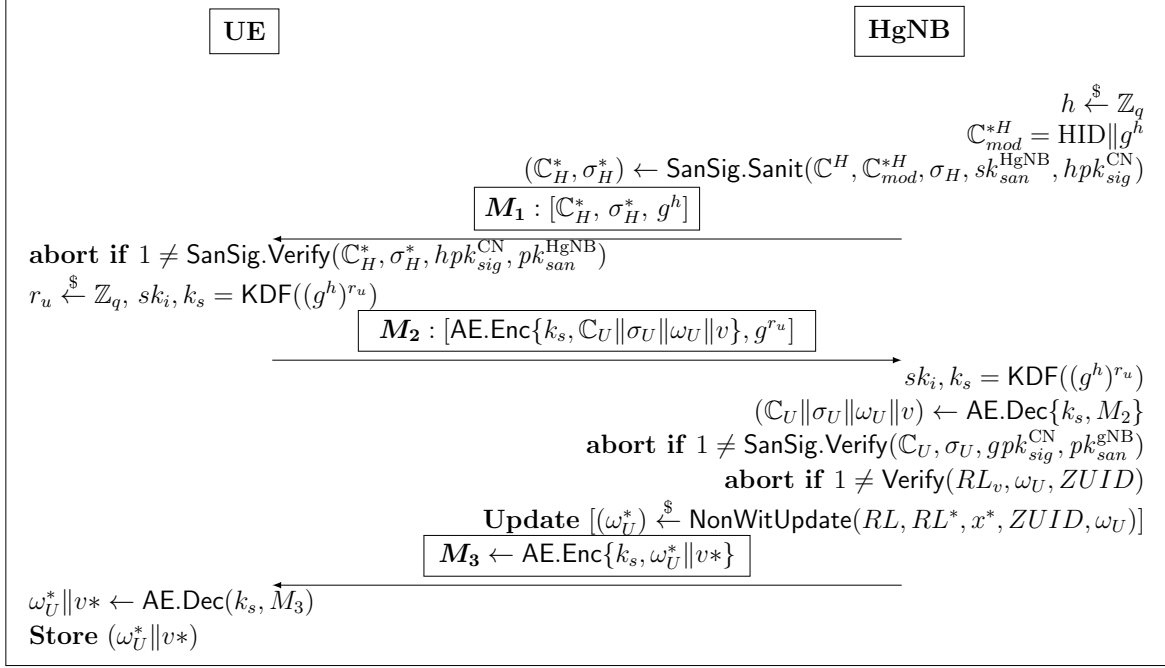 UE
HgNB
h ←$ ℤ_q
ℂ*^H_mod = HID‖g^h
(ℂ*_H, σ*_H) ← SanSig.Sanit(ℂ^H, ℂ*^H_mod, σ_H, sk^HgNB_san, hpk^CN_sig)
M_1 : [ℂ*_H, σ*_H, g^h]
abort if 1 ≠ SanSig.Verify(ℂ*_H, σ*_H, hpk^CN_sig, pk^HgNB_san)
r_u ←$ ℤ_q, sk_i, k_s = KDF((g^h)^r_u)
M_2 : [AE.Enc{k_s, ℂ_U‖σ_U‖ω_U‖v}, g^r_u]
sk_i, k_s = KDF((g^h)^r_u)
(ℂ_U‖σ_U‖ω_U‖v) ← AE.Dec{k_s, M_2}
abort if 1 ≠ SanSig.Verify(ℂ_U, σ_U, gpk^CN_sig, pk^gNB_san)
abort if 1 ≠ Verify(RL_v, ω_U, ZUID)
Update [(ω*_U) ←$ NonWitUpdate(RL, RL*, x*, ZUID, ω_U)]
M_3 ← AE.Enc{k_s, ω*_U‖v*}
ω*_U‖v* ← AE.Dec(k_s, M_3)
Store (ω*_U‖v*)